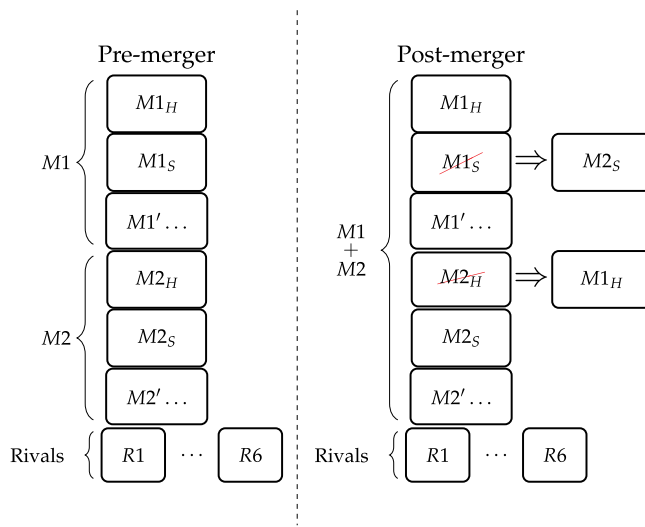 Pre-merger
M1
M1_H
M1_S
M1′ …
M2
M2_H
M2_S
M2′ …
Rivals
R1 … R6
Post-merger
M1
+
M2
M1_H
M1_S ⇒ M2_S
M1′ …
M2_H ⇒ M1_H
M2_S
M2′ …
Rivals
R1 … R6